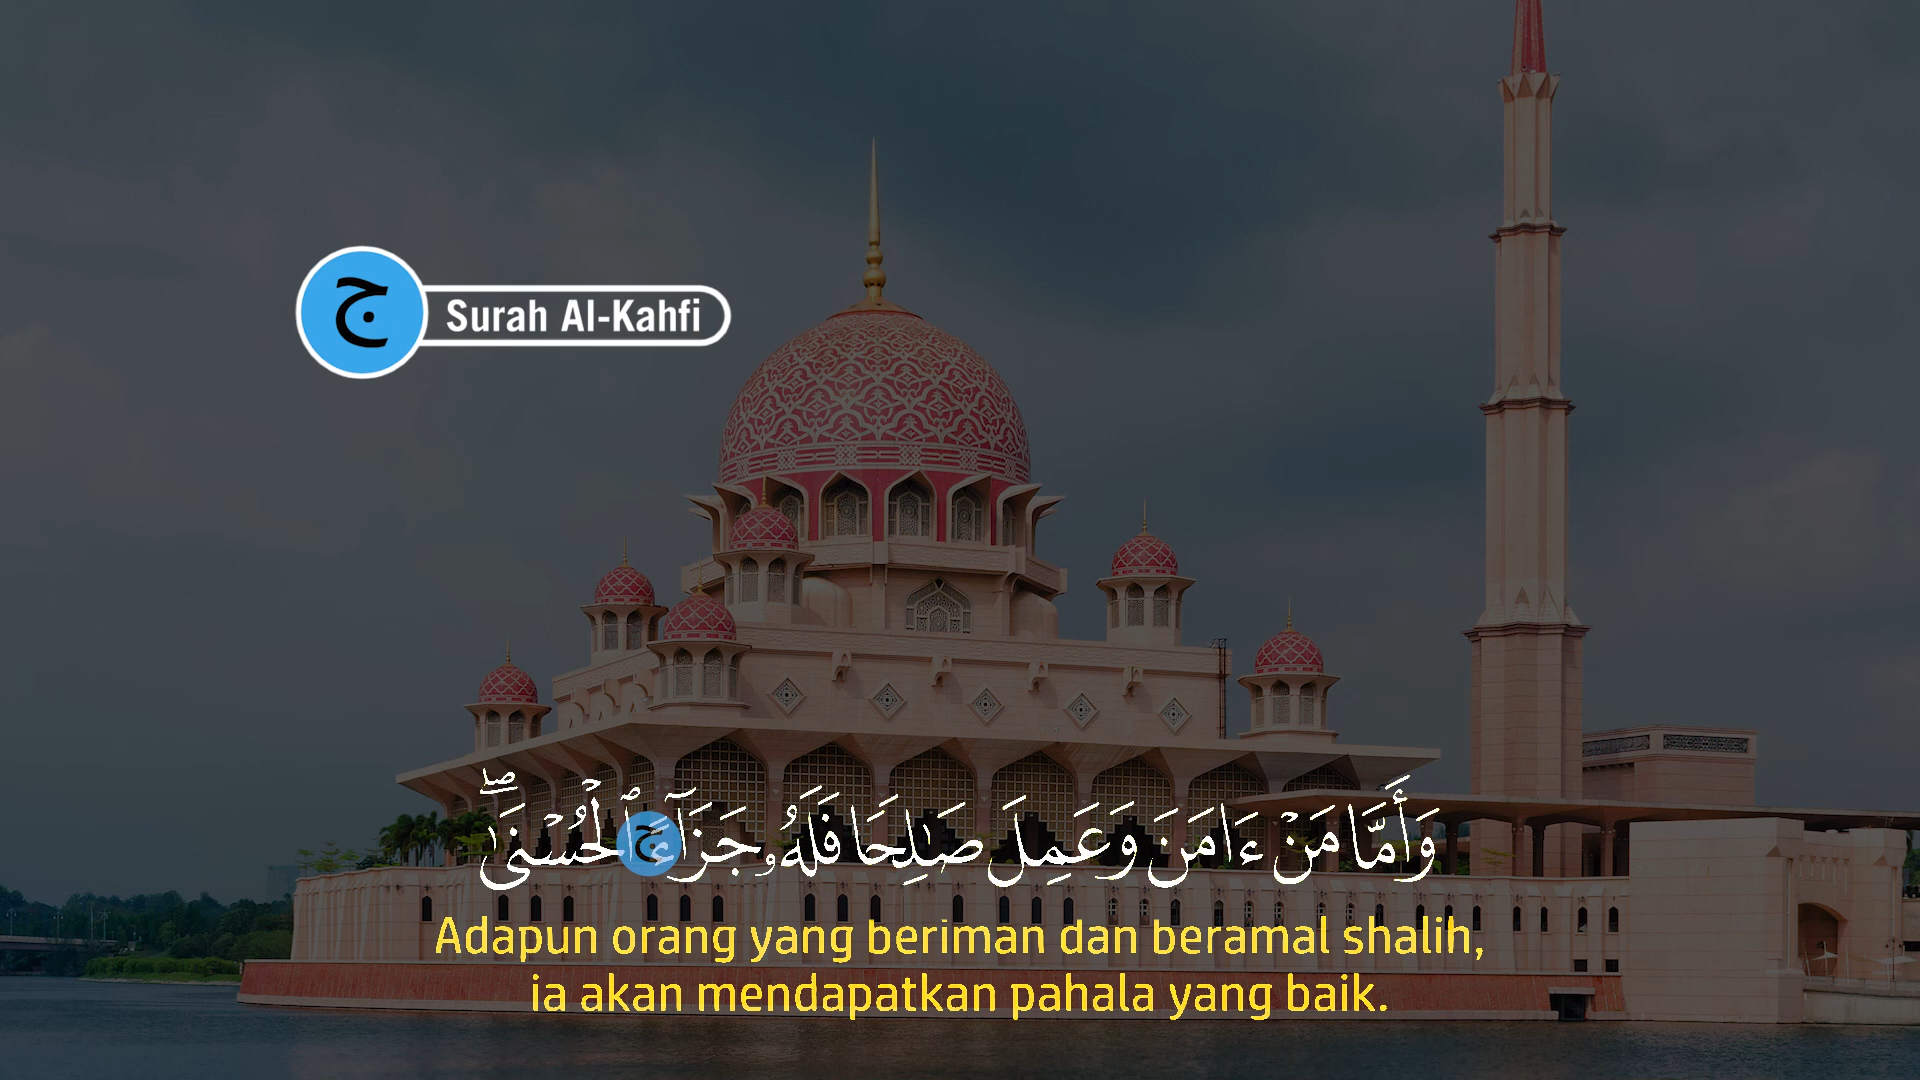 ج
Surah Al-Kahfi
وَأَمَّا مَنْ ءَامَنَ وَعَمِلَ صَـٰلِحًا فَلَهُۥ جَزَآءً ٱلْحُسْنَىٰ ۖ
ج
Adapun orang yang beriman dan beramal shalih,
ia akan mendapatkan pahala yang baik.